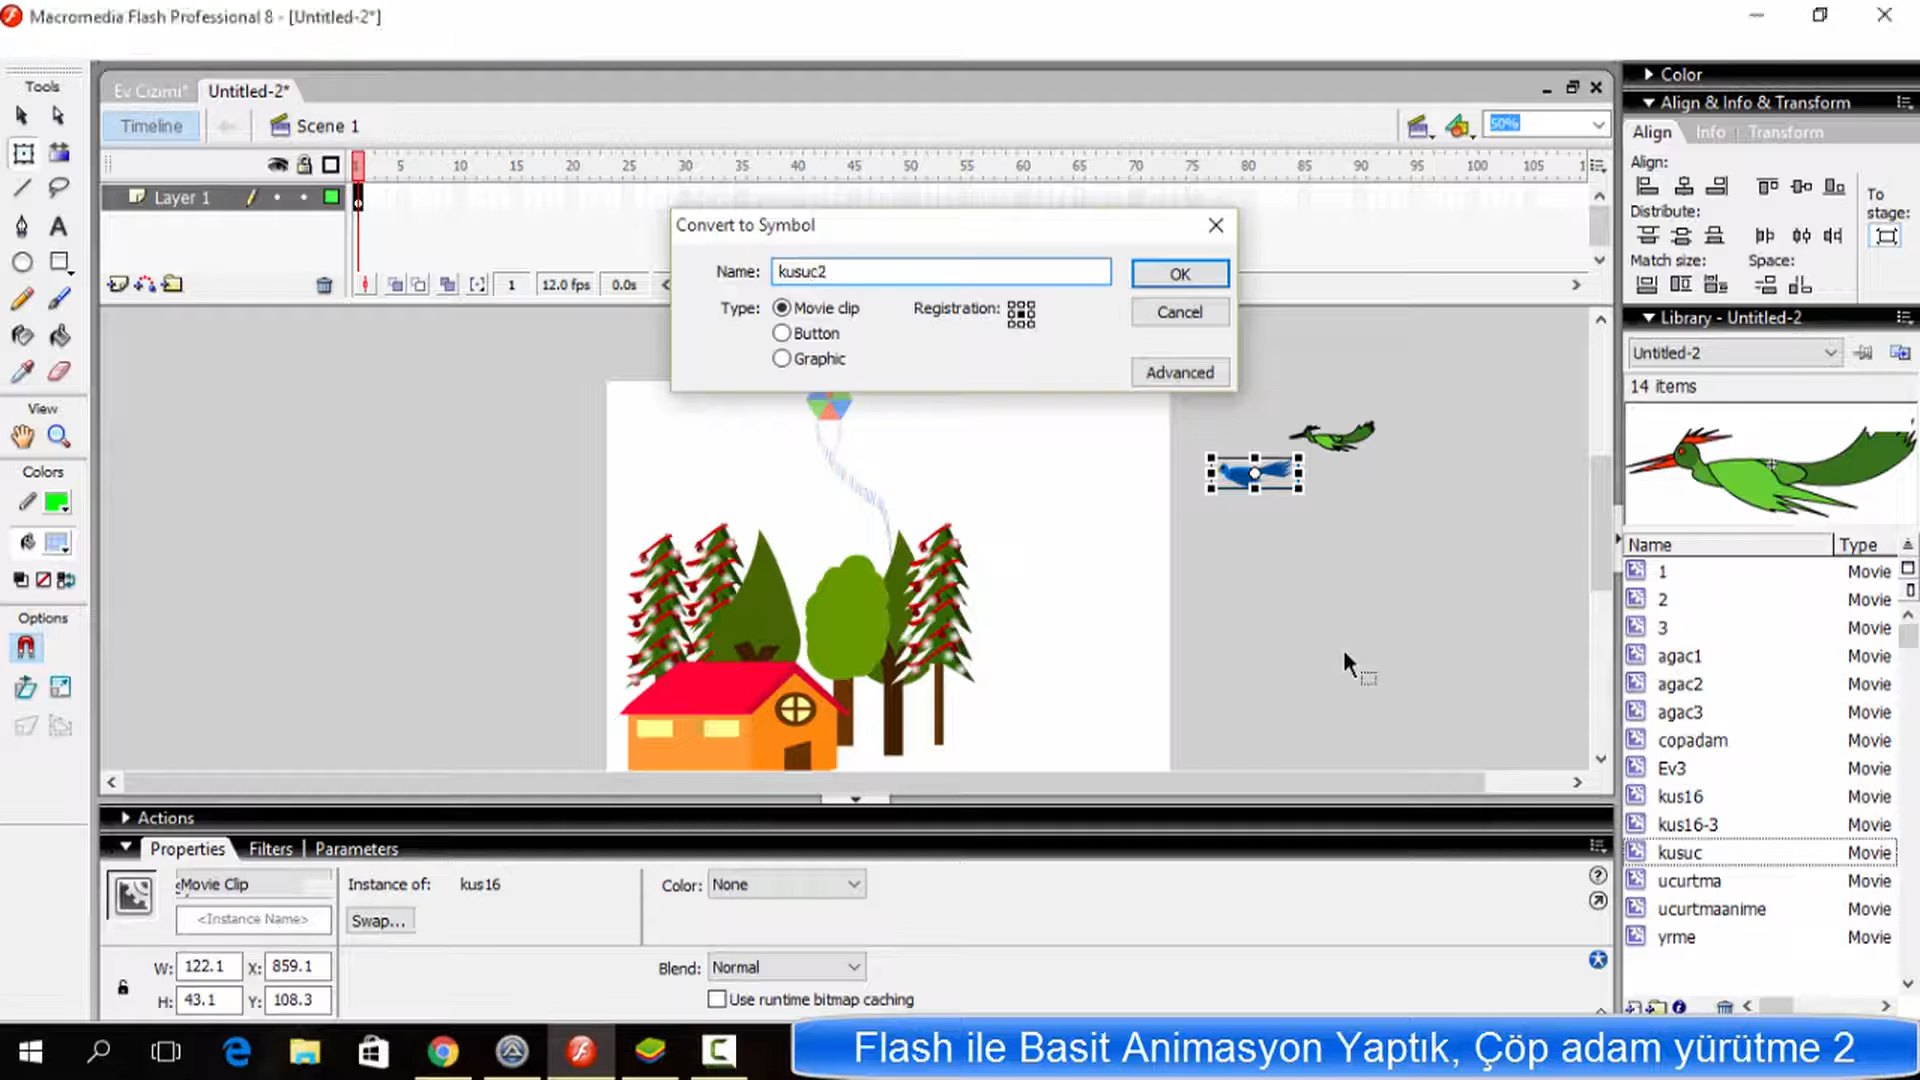 Macromedia Flash Professional 8 - [Untitled-2*]
Tools
View
Colors
Options
Ev Cizimi*
Untitled-2*
Timeline
Scene 1
50%
5 10 15 20 25 30 35 40 45 50 55 60 65 70 75 80 85 90 95 100 105
Layer 1
1
12.0 fps
0.0s
Convert to Symbol
Name:
kusuc2
OK
Type:
Movie clip
Button
Graphic
Registration:
Cancel
Advanced
Color
Align & Info & Transform
Align
Info
Transform
Align:
To
stage:
Distribute:
Match size:
Space:
Library - Untitled-2
Untitled-2
14 items
Name Type
1 Movie
2 Movie
3 Movie
agac1 Movie
agac2 Movie
agac3 Movie
copadam Movie
Ev3 Movie
kus16 Movie
kus16-3 Movie
kusuc Movie
ucurtma Movie
ucurtmaanime Movie
yrme Movie
Actions
Properties
Filters
Parameters
Movie Clip
Instance of: kus16
Color: None
<Instance Name>
Swap...
W: 122.1 X: 859.1
H: 43.1 Y: 108.3
Blend: Normal
Use runtime bitmap caching
Flash ile Basit Animasyon Yaptık, Çöp adam yürütme 2